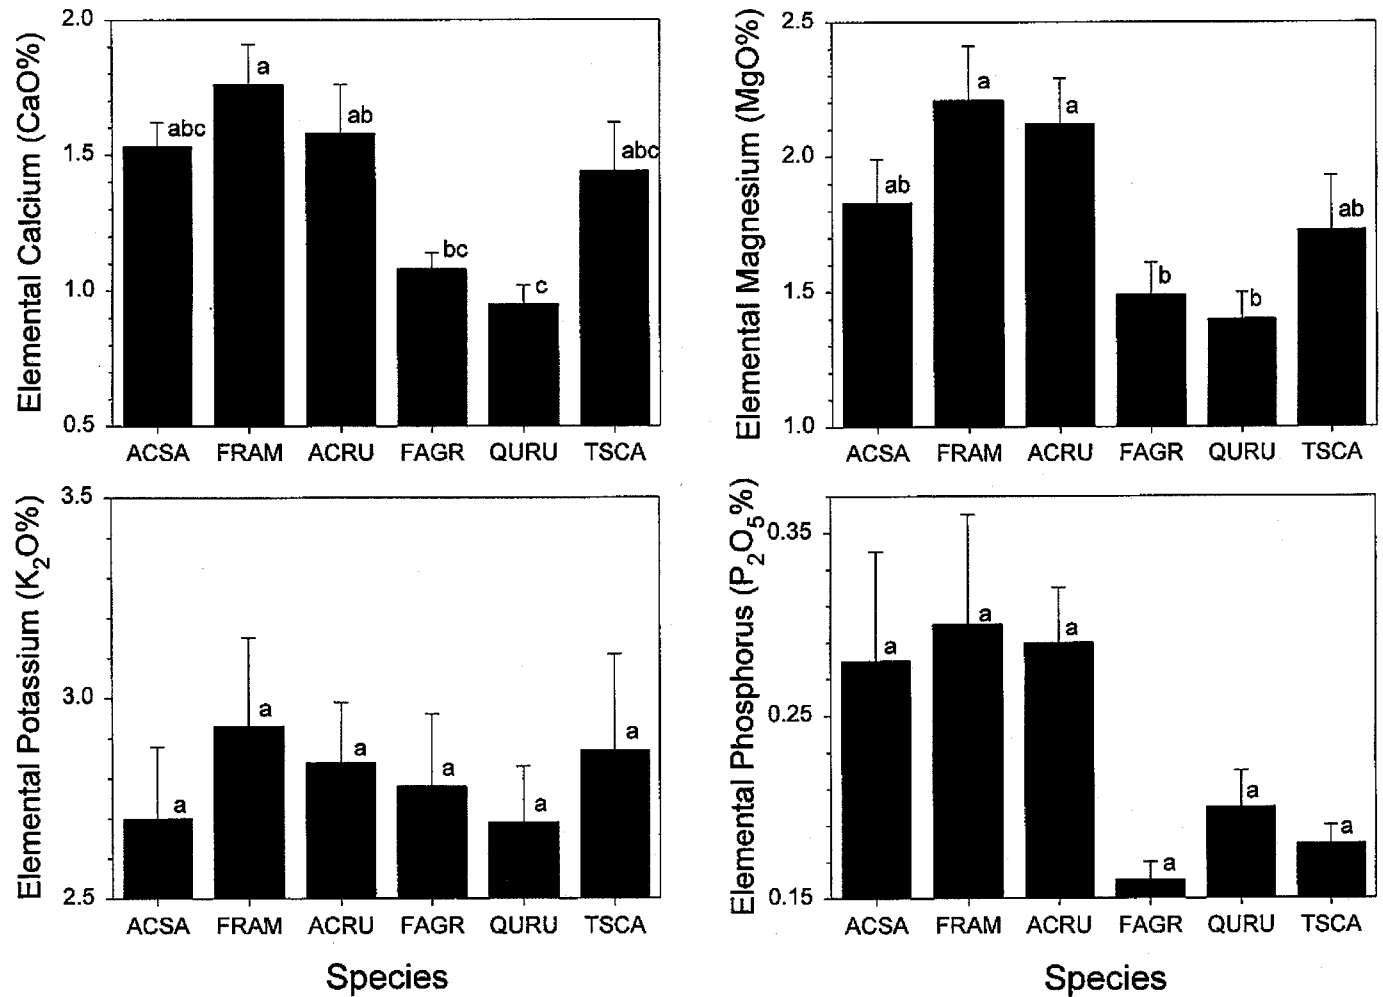 Elemental Calcium (CaO%)
2.0
1.5
1.0
0.5
abc
a
ab
bc
c
abc
ACSA FRAM ACRU FAGR QURU TSCA
Elemental Magnesium (MgO%)
2.5
2.0
1.5
1.0
ab
a
a
b
b
ab
ACSA FRAM ACRU FAGR QURU TSCA
Elemental Potassium (K₂O%)
3.5
3.0
2.5
a
a
a
a
a
a
ACSA FRAM ACRU FAGR QURU TSCA
Species
Elemental Phosphorus (P₂O₅%)
0.35
0.25
0.15
a
a
a
a
a
a
ACSA FRAM ACRU FAGR QURU TSCA
Species